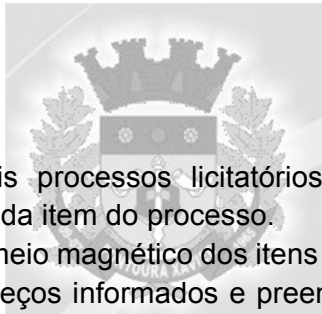 is processos licitatórios
da item do processo.
neio magnético dos itens
eços informados e preen